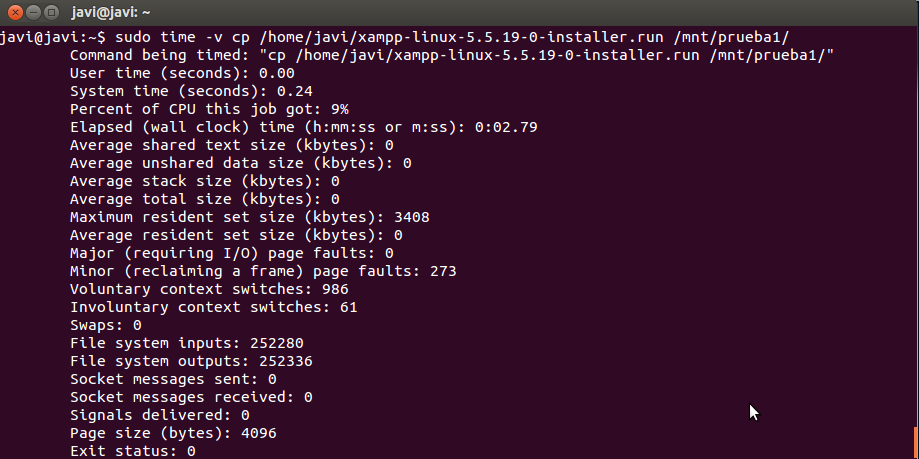 javi@javi: ~
javi@javi:~$ sudo time -v cp /home/javi/xampp-linux-5.5.19-0-installer.run /mnt/prueba1/
Command being timed: "cp /home/javi/xampp-linux-5.5.19-0-installer.run /mnt/prueba1/"
User time (seconds): 0.00
System time (seconds): 0.24
Percent of CPU this job got: 9%
Elapsed (wall clock) time (h:mm:ss or m:ss): 0:02.79
Average shared text size (kbytes): 0
Average unshared data size (kbytes): 0
Average stack size (kbytes): 0
Average total size (kbytes): 0
Maximum resident set size (kbytes): 3408
Average resident set size (kbytes): 0
Major (requiring I/O) page faults: 0
Minor (reclaiming a frame) page faults: 273
Voluntary context switches: 986
Involuntary context switches: 61
Swaps: 0
File system inputs: 252280
File system outputs: 252336
Socket messages sent: 0
Socket messages received: 0
Signals delivered: 0
Page size (bytes): 4096
Exit status: 0